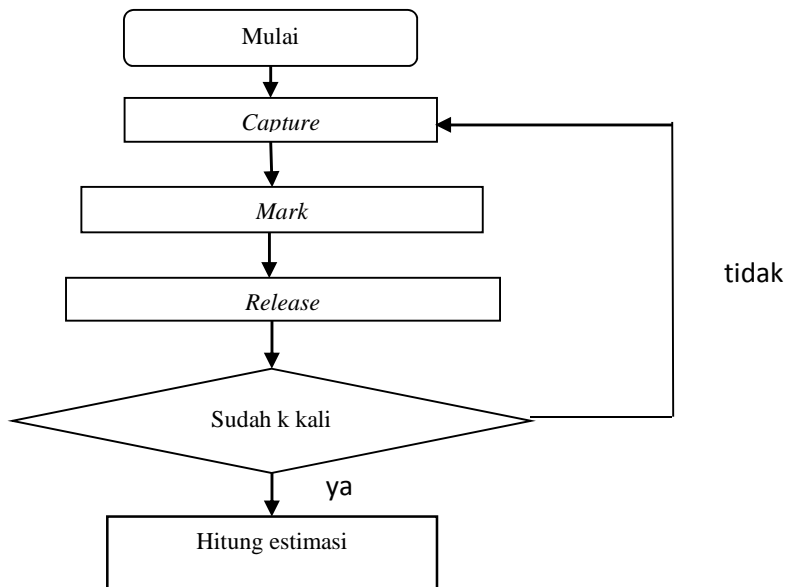 Mulai
Capture
Mark
Release
tidak
Sudah k kali
ya
Hitung estimasi